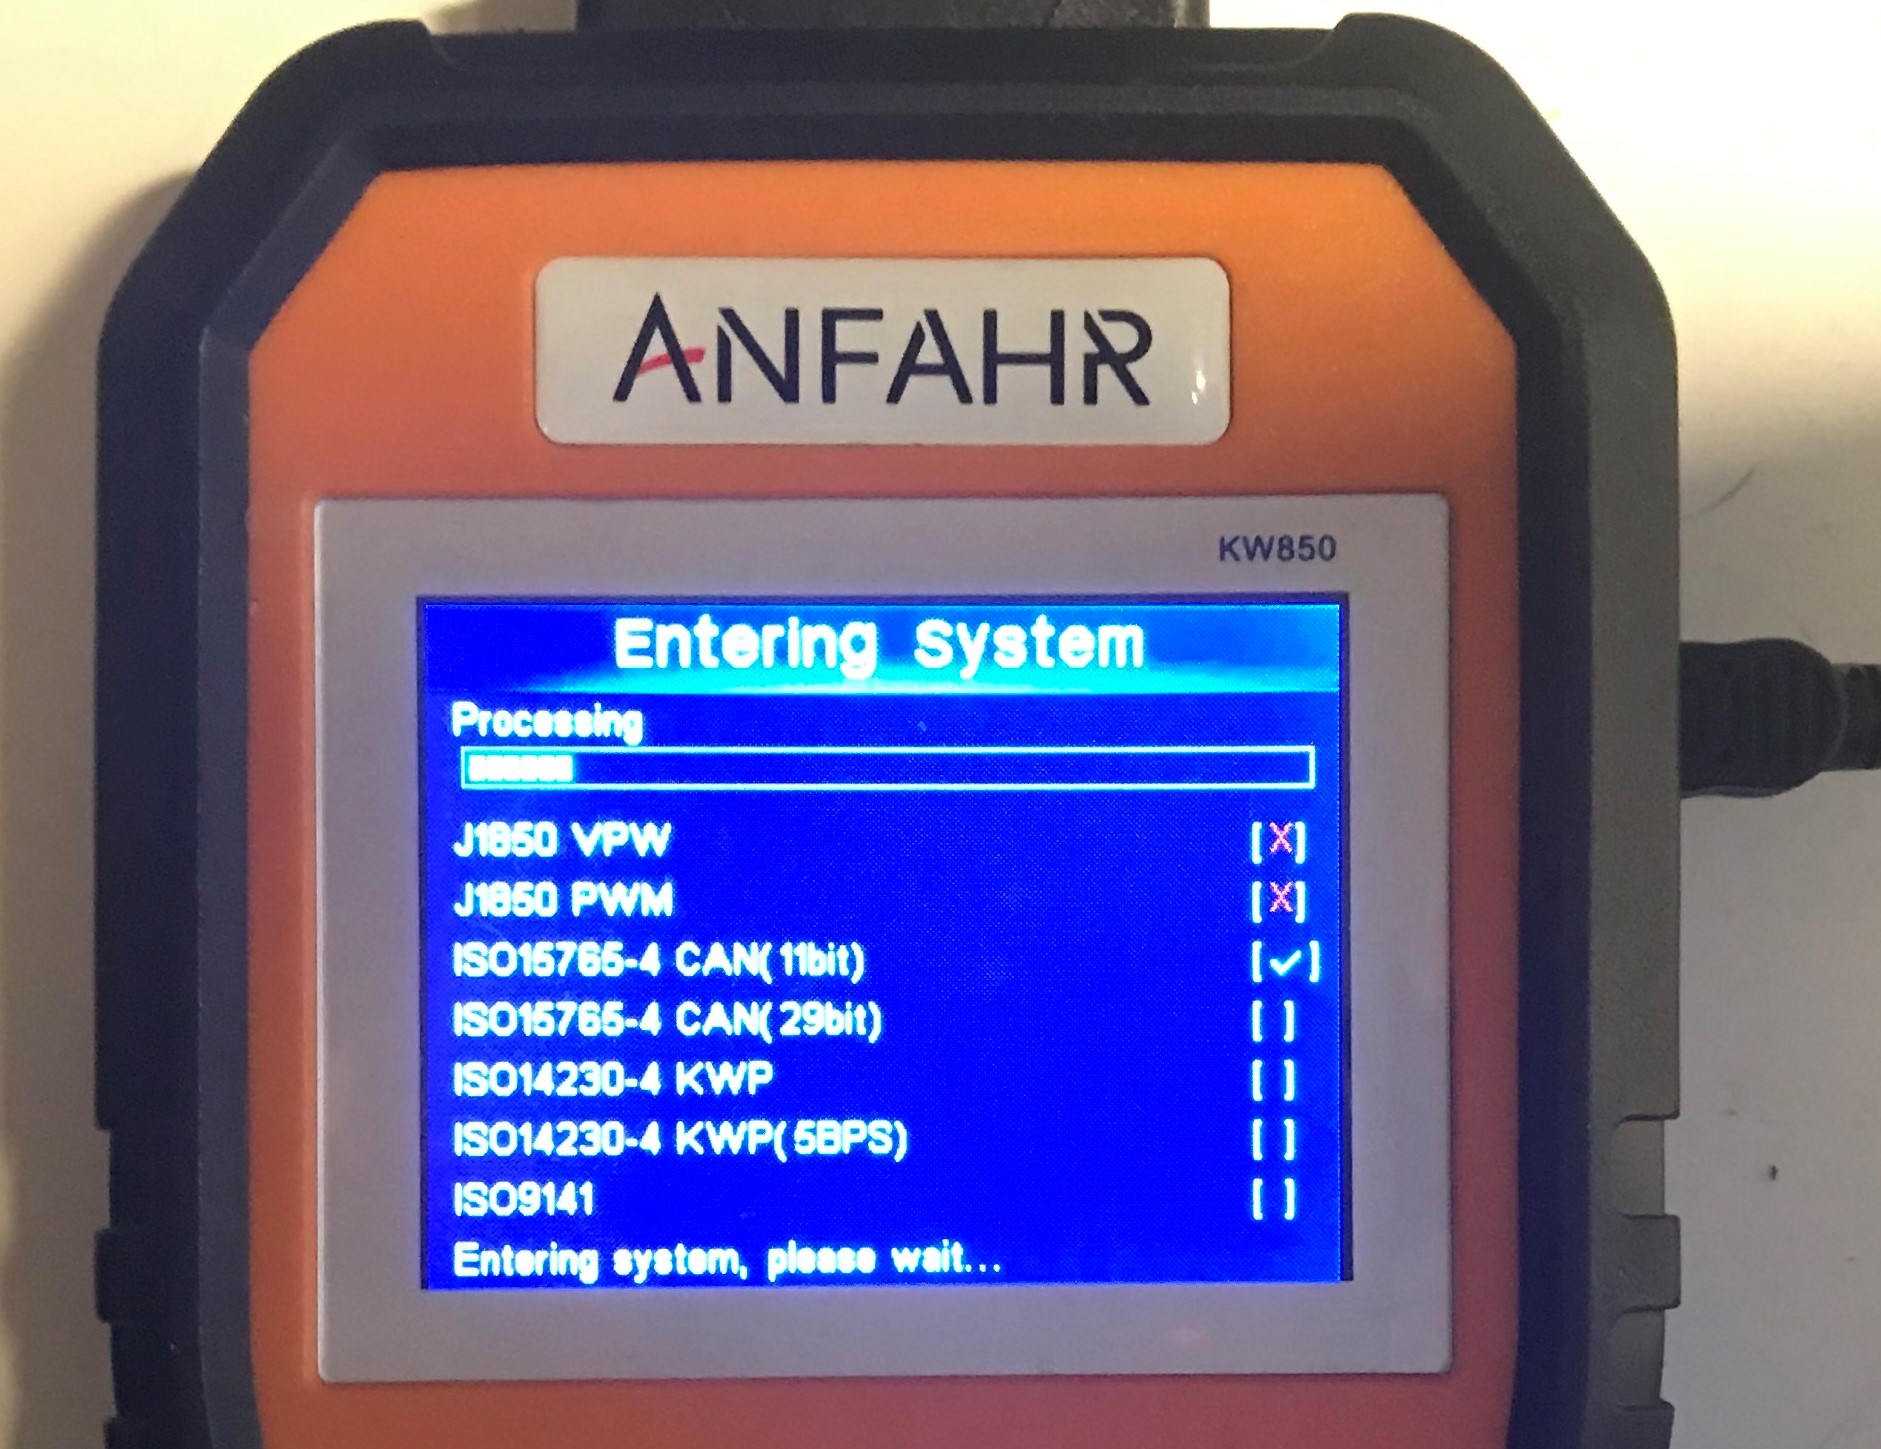 ANFAHR
KW850
Entering System
Processing
J1850 VPW [X]
J1850 PWM [X]
ISO15765-4 CAN(11bit) [✓]
ISO15765-4 CAN(29bit) [ ]
ISO14230-4 KWP [ ]
ISO14230-4 KWP(5BPS) [ ]
ISO9141 [ ]
Entering system, please wait...